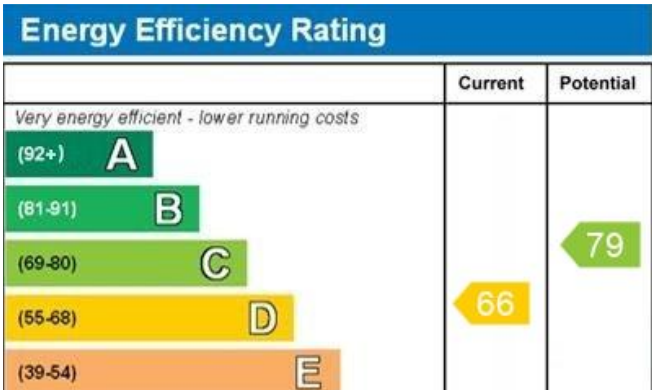 Energy Efficiency Rating
Current Potential
Very energy efficient - lower running costs
(92+) A
(81-91) B
(69-80) C
79
(55-68) D 66
(39-54) E